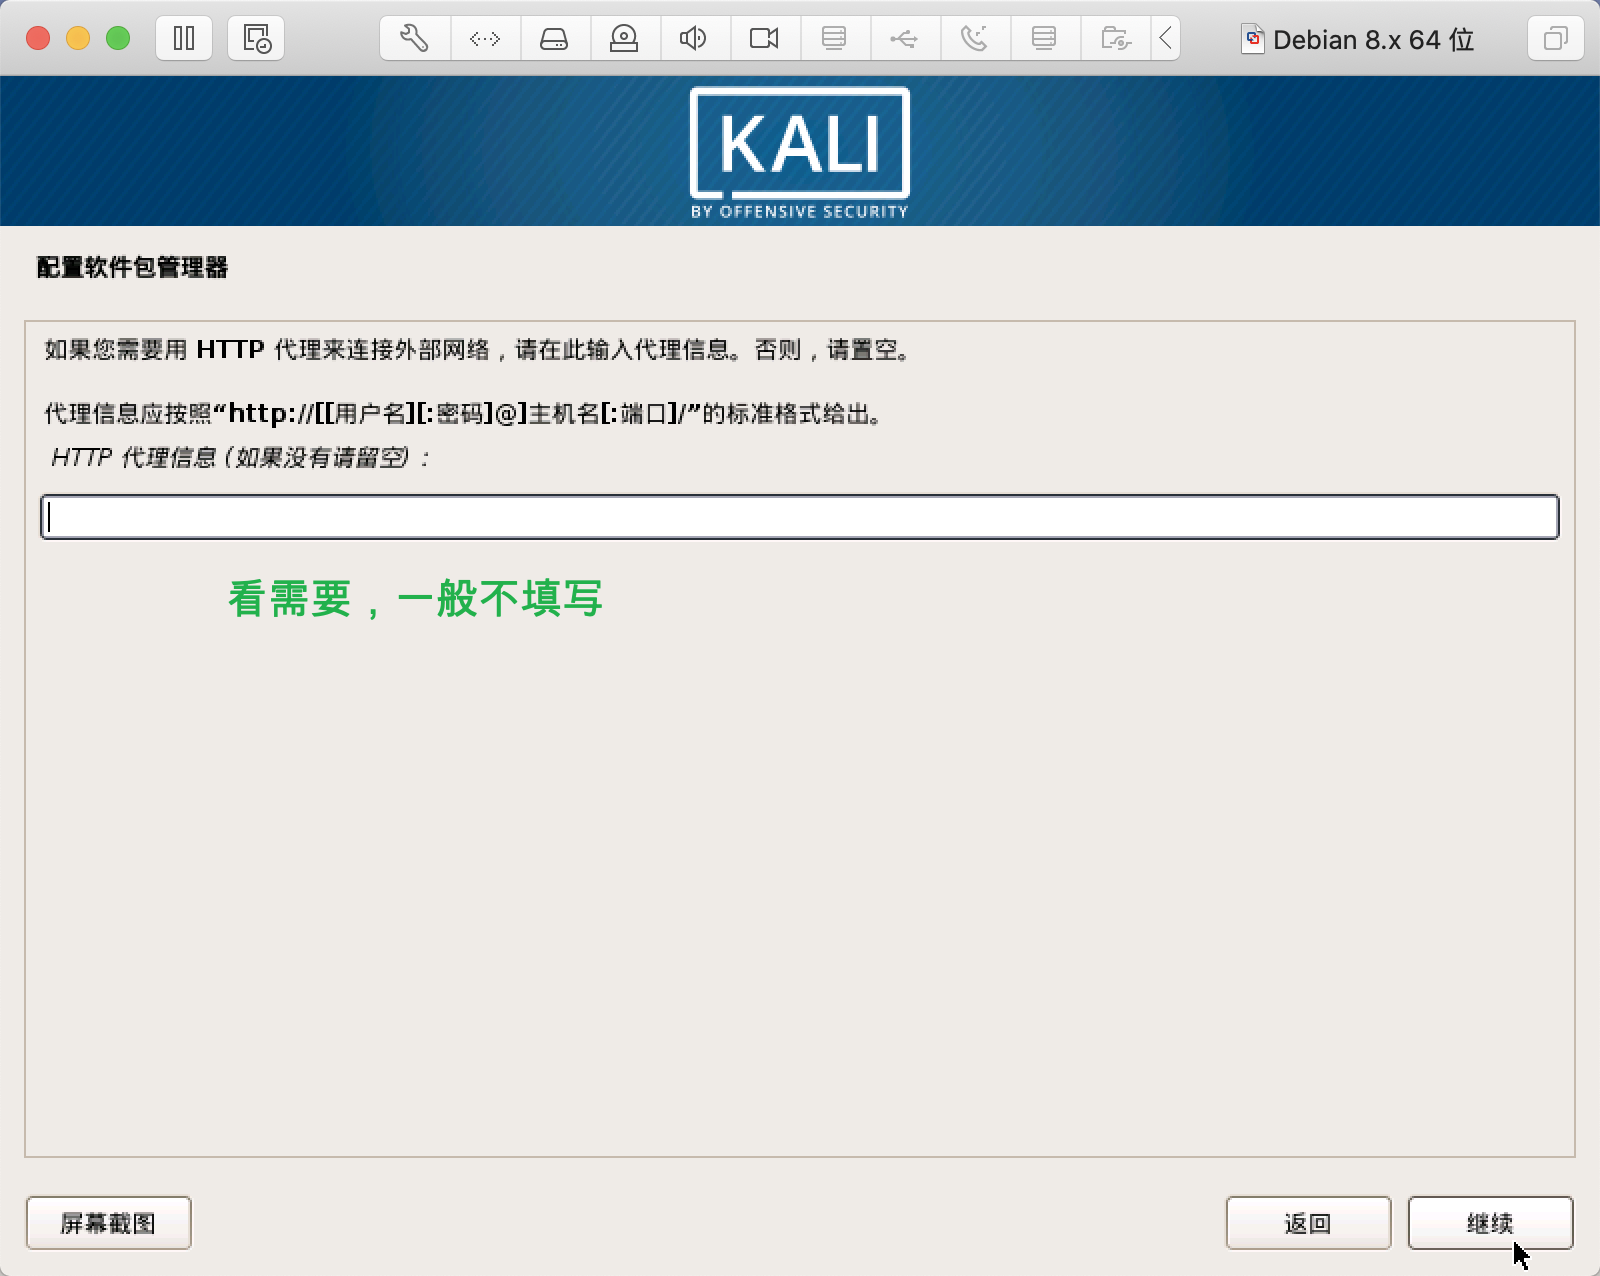 Debian 8.x 64 位
KALI
BY OFFENSIVE SECURITY
配置软件包管理器
如果您需要用 HTTP 代理来连接外部网络，请在此输入代理信息。否则，请置空。
代理信息应按照“http://[[用户名][:密码]@]主机名[:端口]/”的标准格式给出。
HTTP 代理信息（如果没有请留空）：
看需要，一般不填写
屏幕截图
返回
继续